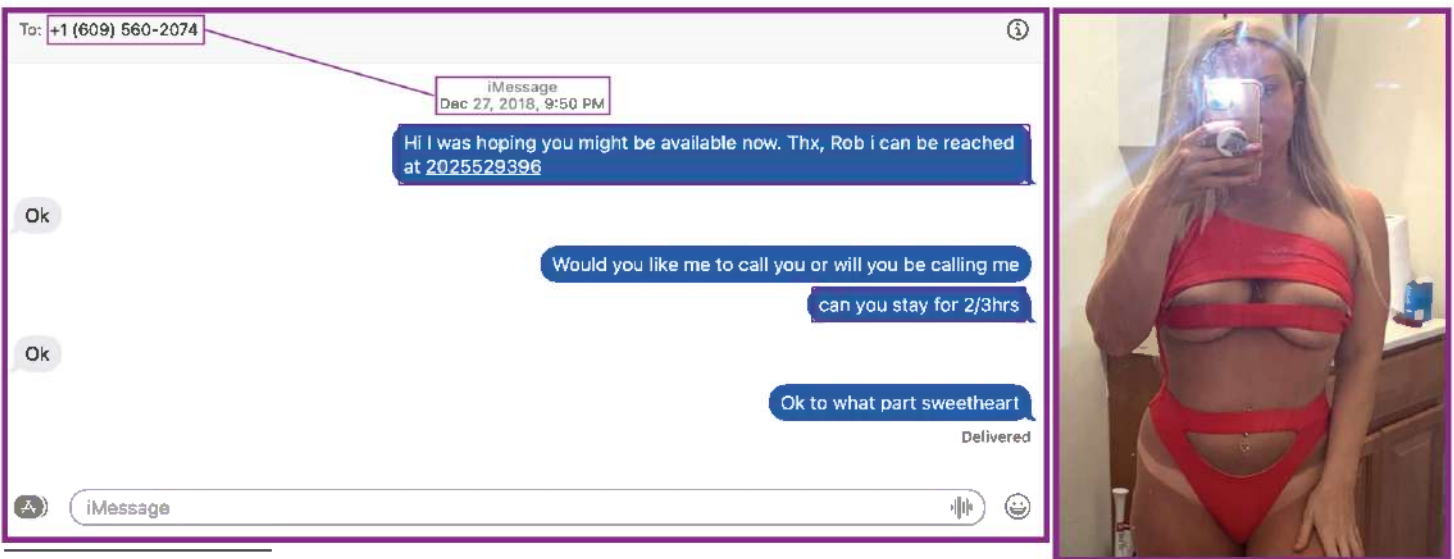 To: +1 (609) 560-2074
iMessage
Dec 27, 2018, 9:50 PM
Hi I was hoping you might be available now. Thx, Rob i can be reached
at 2025529396
Ok
Would you like me to call you or will you be calling me
can you stay for 2/3hrs
Ok
Ok to what part sweetheart
Delivered
iMessage